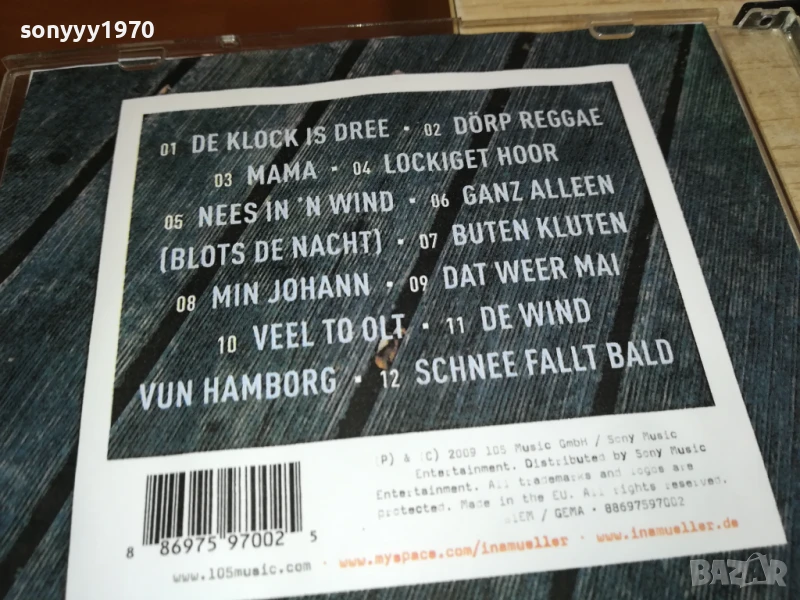 sonyyy1970
01 DE KLOCK IS DREE • 02 DÖRP REGGAE
03 MAMA • 04 LOCKIGET HOOR
05 NEES IN 'N WIND • 06 GANZ ALLEEN
(BLOTS DE NACHT) • 07 BUTEN KLUTEN
08 MIN JOHANN • 09 DAT WEER MAI
10 VEEL TO OLT • 11 DE WIND
VUN HAMBORG • 12 SCHNEE FALLT BALD
(P) & (C) 2009 105 Music GmbH / Sony Music
Entertainment. Distributed by Sony Music
Entertainment. All trademarks and logos are
protected. Made in the EU. All rights reserved.
BIEM / GEMA · 88697597002
8 86975 97002 5
www.105music.com · www.myspace.com/inamueller · www.inamueller.de
BAZAR